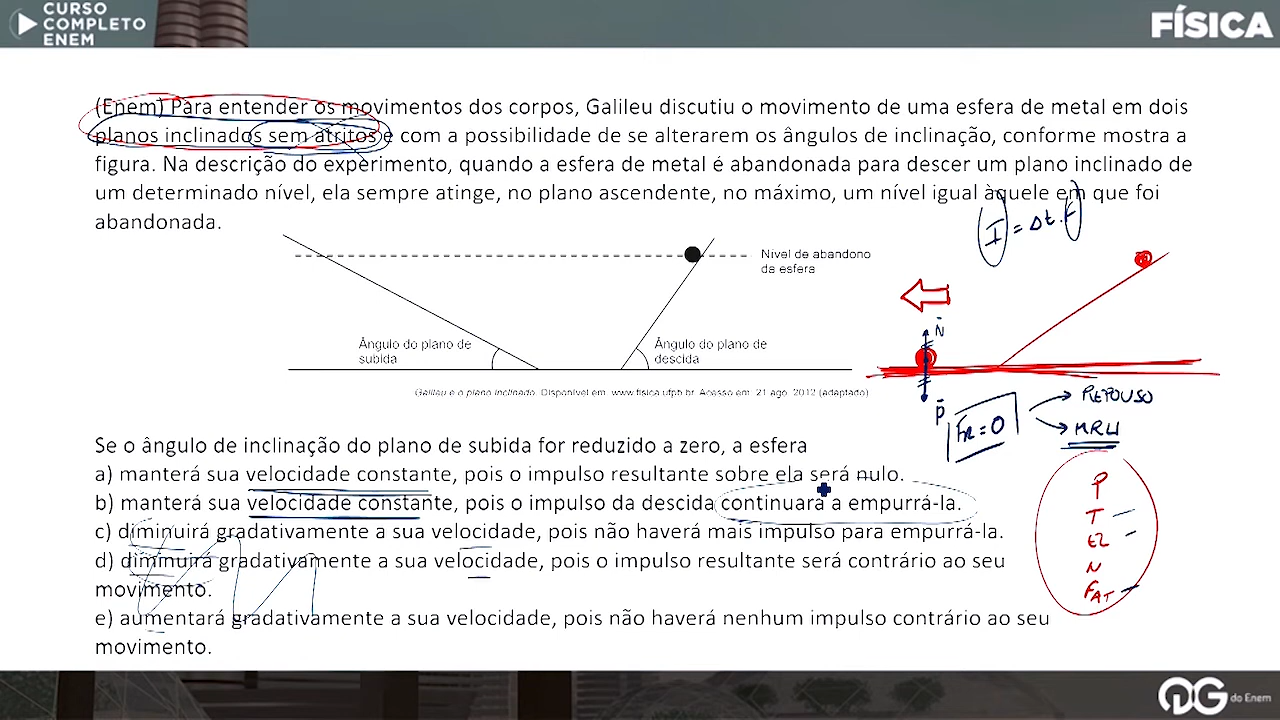 CURSO
COMPLETO
ENEM
FÍSICA
(Enem) Para entender os movimentos dos corpos, Galileu discutiu o movimento de uma esfera de metal em dois
planos inclinados sem atritos e com a possibilidade de se alterarem os ângulos de inclinação, conforme mostra a
figura. Na descrição do experimento, quando a esfera de metal é abandonada para descer um plano inclinado de
um determinado nível, ela sempre atinge, no plano ascendente, no máximo, um nível igual àquele em que foi
abandonada.
I = Δt.F
Nível de abandono
da esfera
Ângulo do plano de
subida
Ângulo do plano de
descida
N
P
FR=0
REPOUSO
MRU
Galileu e o plano inclinado. Disponível em: www.fisica.ufpb.br. Acesso em: 21 ago. 2012 (adaptado)
Se o ângulo de inclinação do plano de subida for reduzido a zero, a esfera
a) manterá sua velocidade constante, pois o impulso resultante sobre ela será nulo.
b) manterá sua velocidade constante, pois o impulso da descida continuará a empurrá-la.
c) diminuirá gradativamente a sua velocidade, pois não haverá mais impulso para empurrá-la.
d) diminuirá gradativamente a sua velocidade, pois o impulso resultante será contrário ao seu
movimento.
e) aumentará gradativamente a sua velocidade, pois não haverá nenhum impulso contrário ao seu
movimento.
P
T
N
FAT
QG do Enem